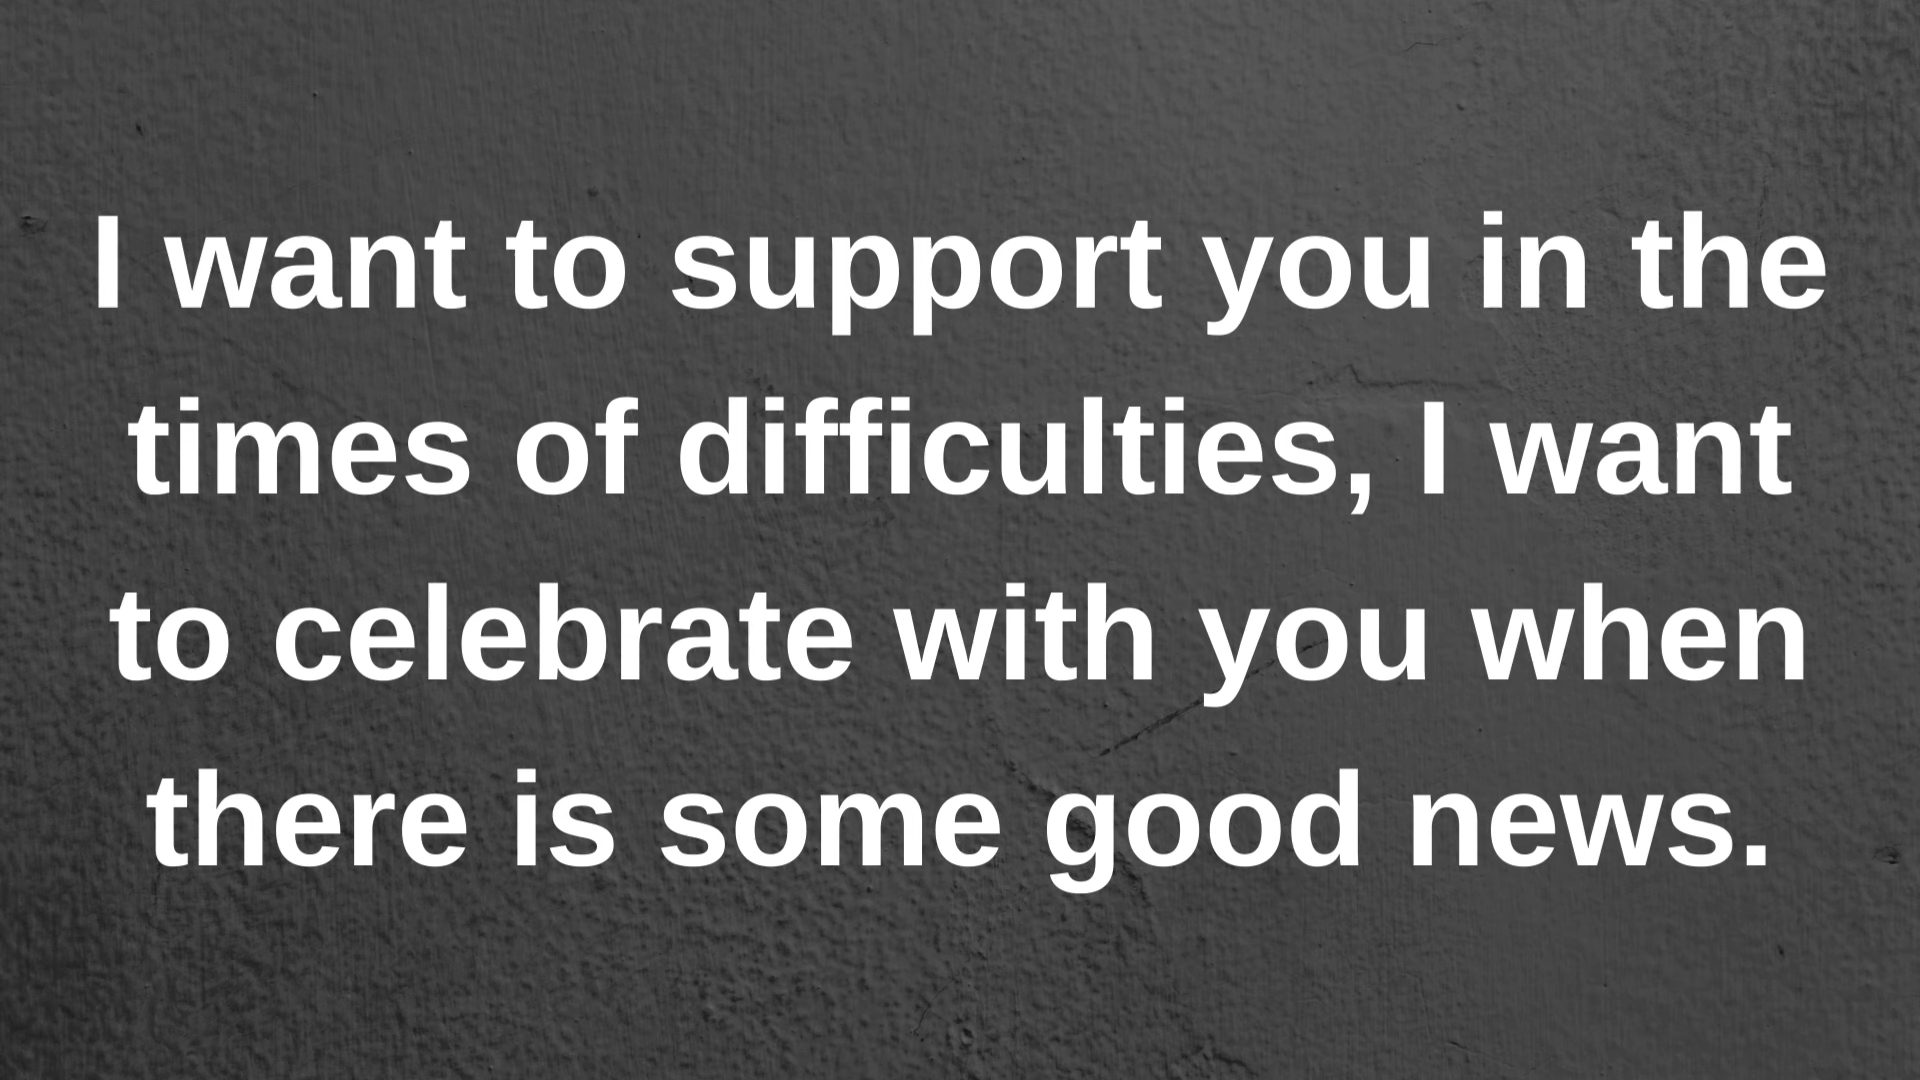 I want to support you in the
times of difficulties, I want
to celebrate with you when
there is some good news.